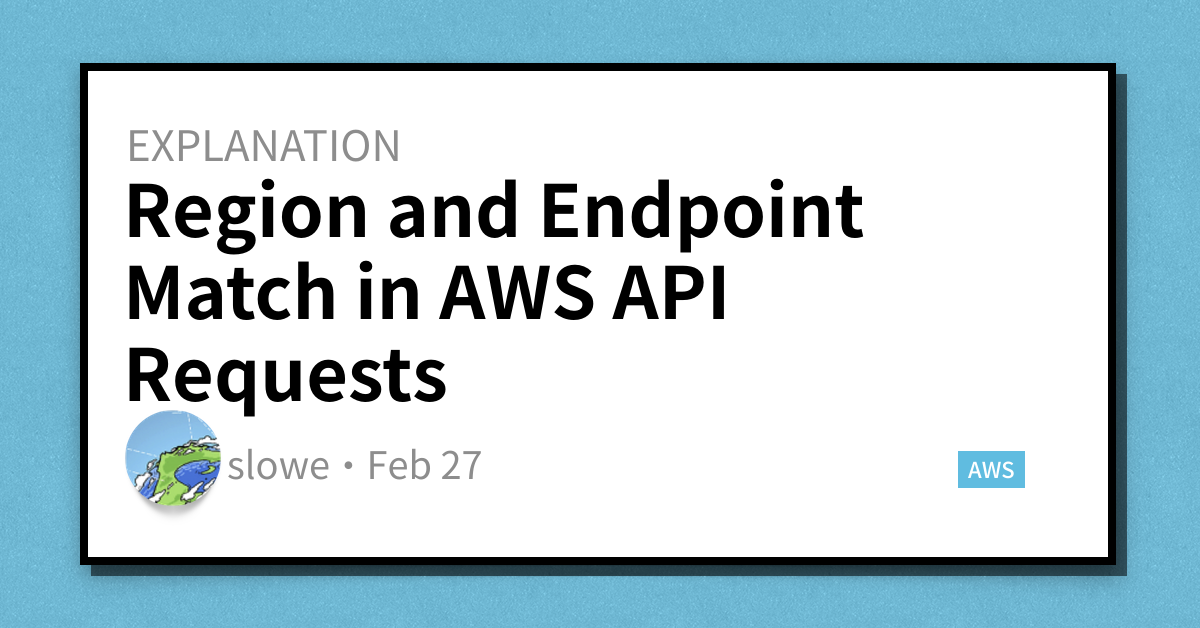 EXPLANATION
Region and Endpoint
Match in AWS API
Requests
slowe • Feb 27
AWS